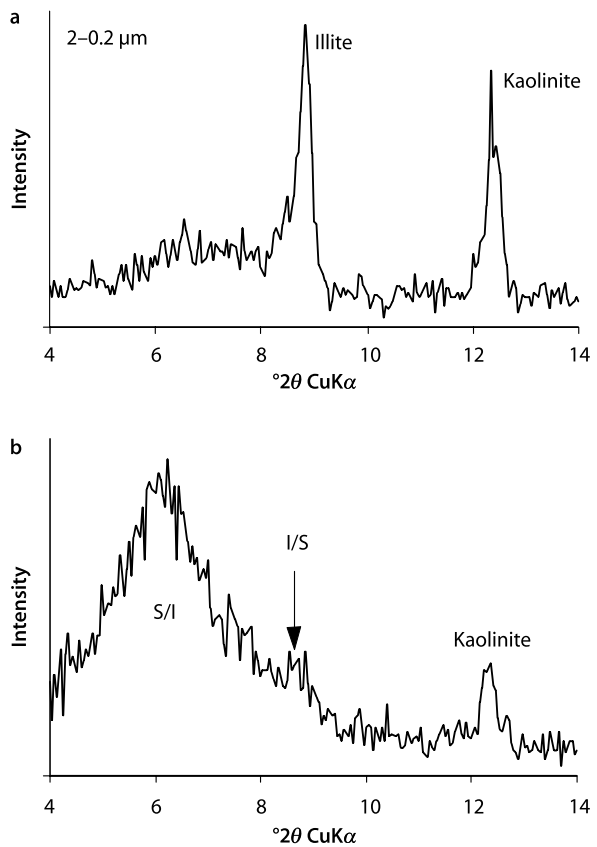 a
2–0.2 µm
Illite
Kaolinite
Intensity
4 6 8 10 12 14
°2θ CuKα
b
I/S
S/I
Kaolinite
Intensity
4 6 8 10 12 14
°2θ CuKα